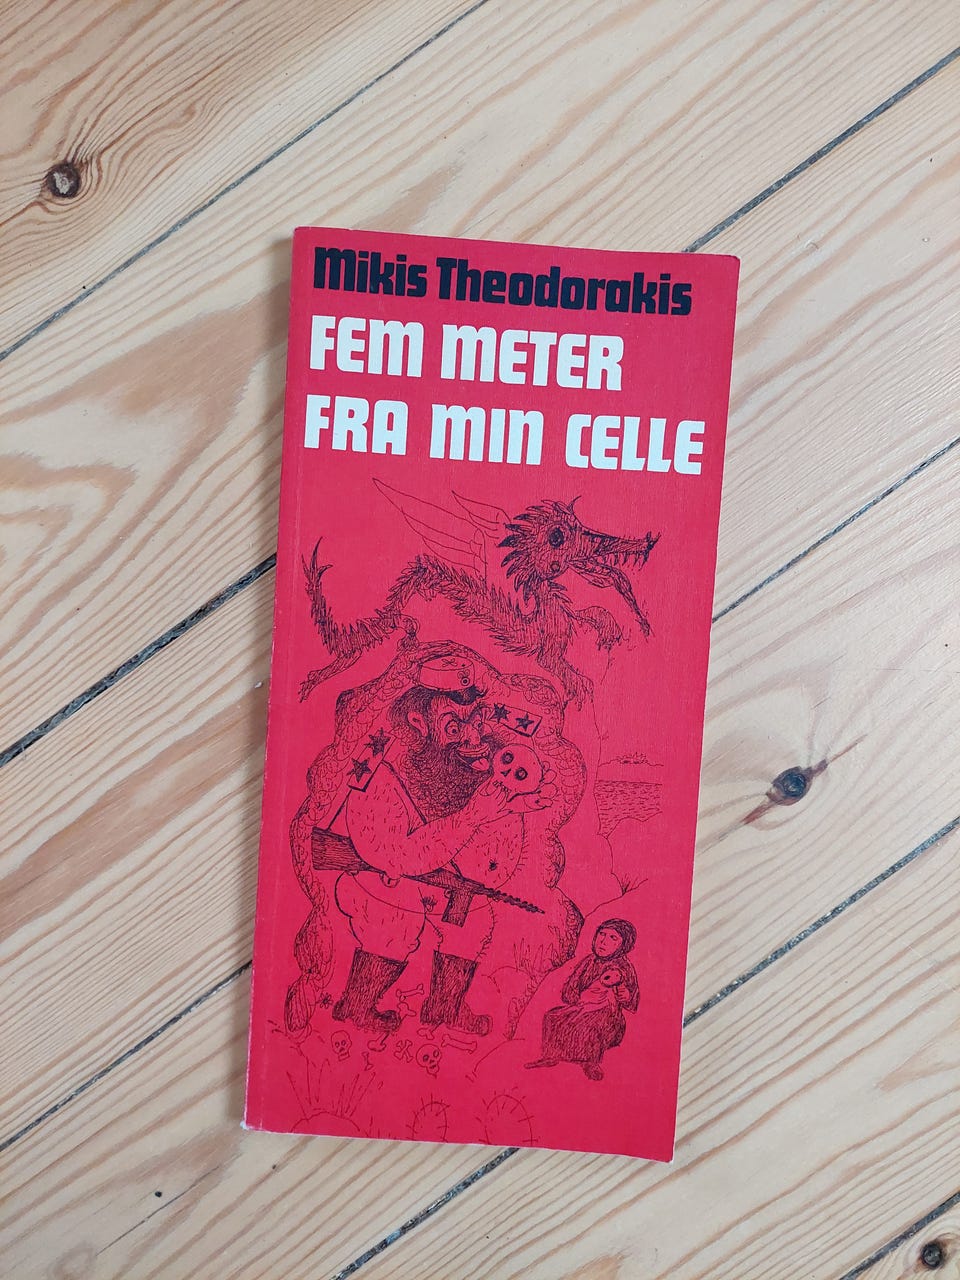 Mikis Theodorakis
FEM METER
FRA MIN CELLE